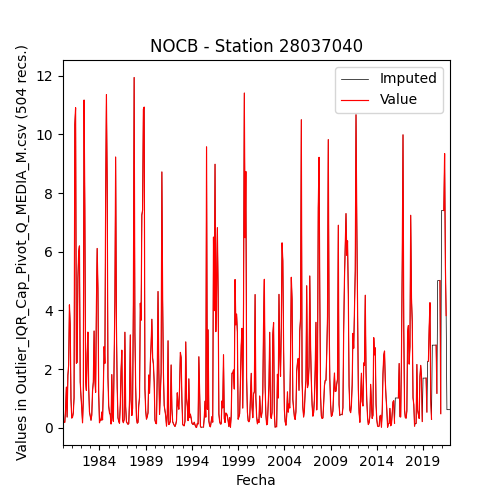 NOCB - Station 28037040
Imputed
Value
Values in Outlier_IQR_Cap_Pivot_Q_MEDIA_M.csv (504 recs.)
12
10
8
6
4
2
0
1984 1989 1994 1999 2004 2009 2014 2019
Fecha